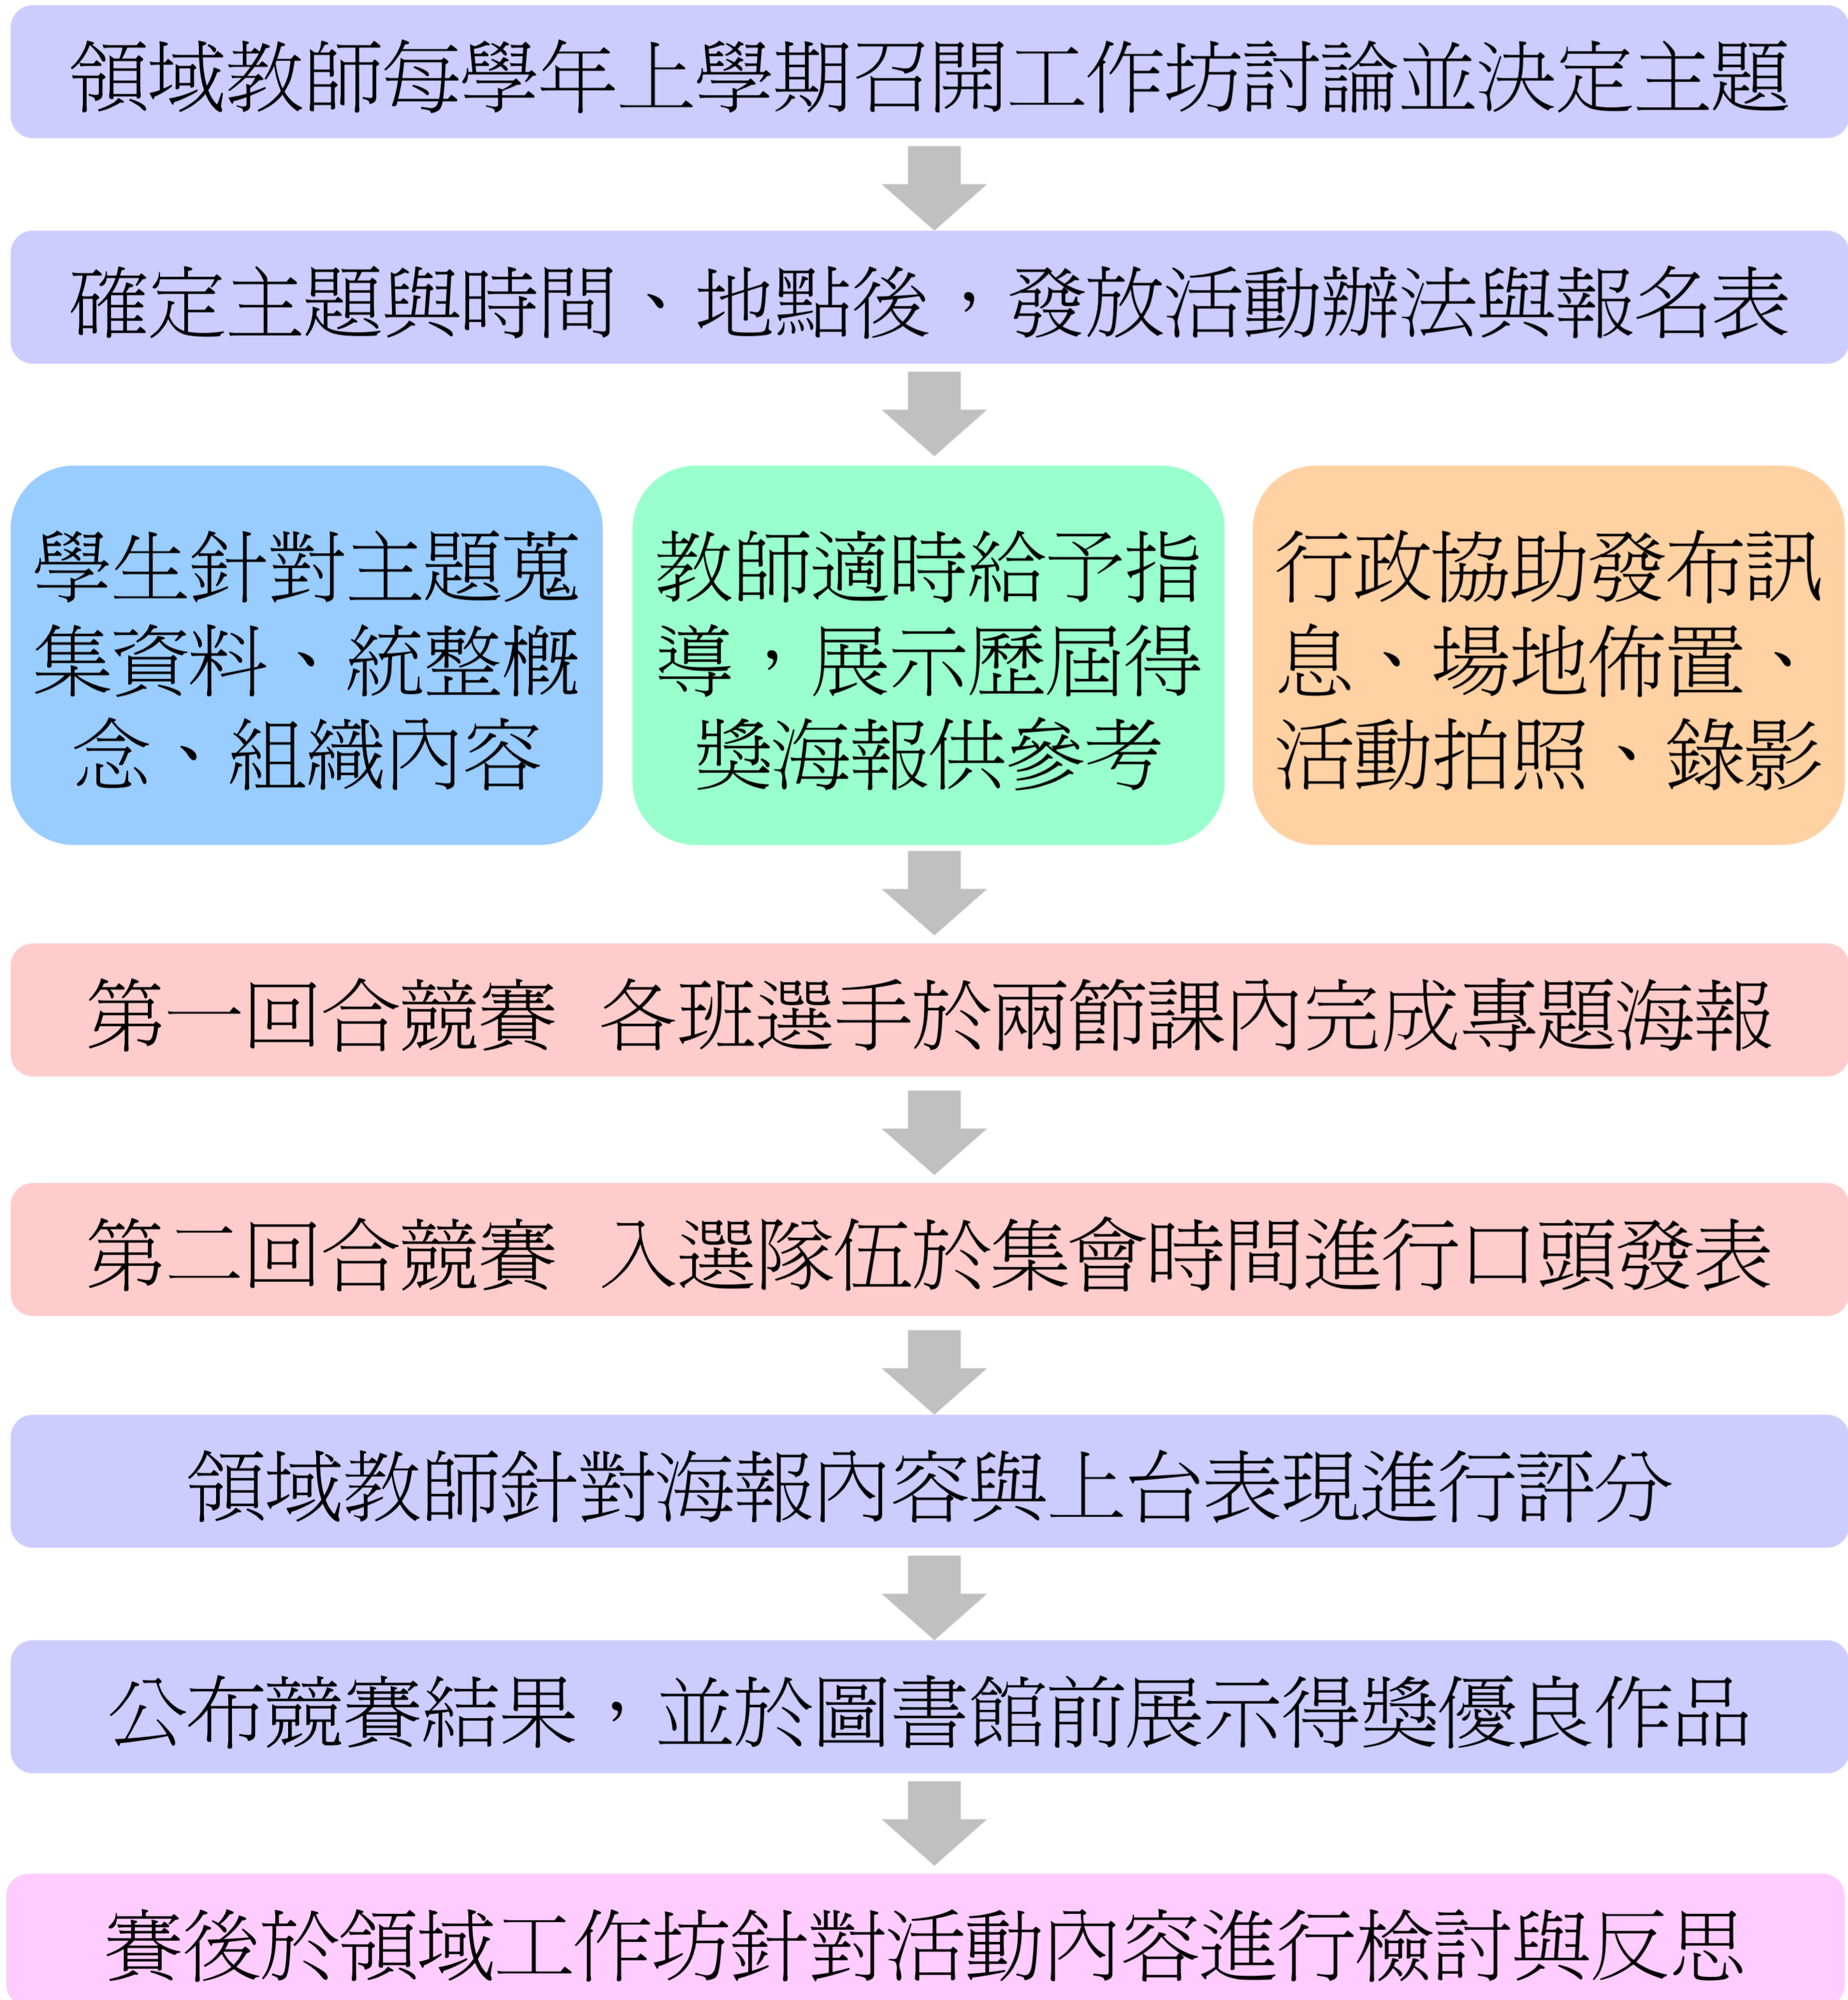 領域教師每學年上學期召開工作坊討論並決定主題
確定主題與時間、地點後，發放活動辦法與報名表
學生針對主題蒐
集資料、統整概
念、組織內容
教師適時給予指
導，展示歷屆得
獎海報供參考
行政協助發布訊
息、場地佈置、
活動拍照、錄影
第一回合競賽 各班選手於兩節課內完成專題海報
第二回合競賽 入選隊伍於集會時間進行口頭發表
領域教師針對海報內容與上台表現進行評分
公布競賽結果，並於圖書館前展示得獎優良作品
賽後於領域工作坊針對活動內容進行檢討與反思